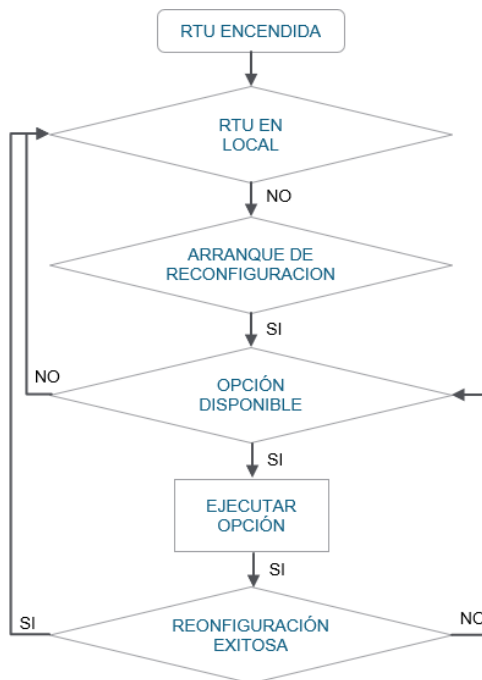 RTU ENCENDIDA
RTU EN
LOCAL
NO
ARRANQUE DE
RECONFIGURACION
SI
NO
OPCIÓN
DISPONIBLE
SI
EJECUTAR
OPCIÓN
SI
SI
REONFIGURACIÓN
EXITOSA
NO